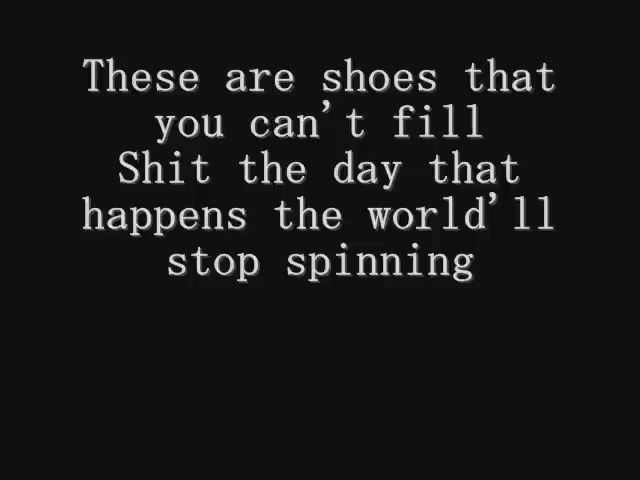 These are shoes that
you can't fill
Shit the day that
happens the world'll
stop spinning